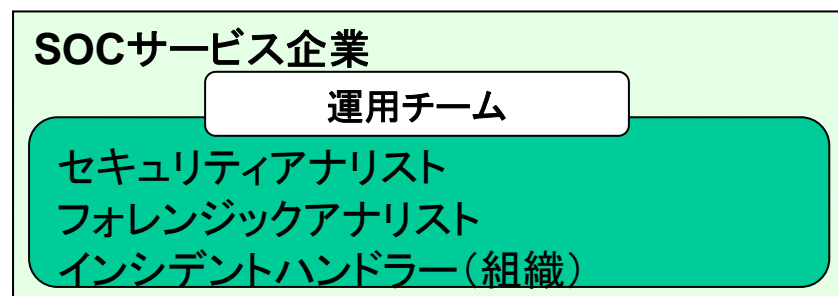 SOCサービス企業
運用チーム
セキュリティアナリスト
フォレンジックアナリスト
インシデントハンドラー（組織）